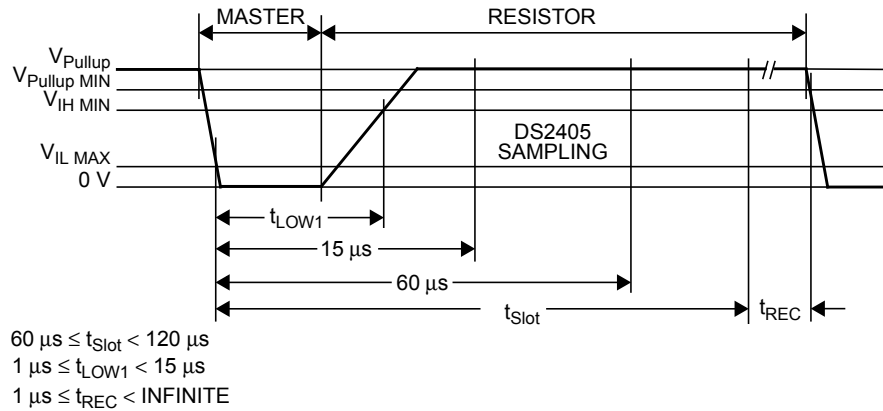 MASTER RESISTOR
VPullup
VPullup MIN
VIH MIN
DS2405
SAMPLING
VIL MAX
0 V
tLOW1
15 μs
60 μs
tSlot tREC
60 μs ≤ tSlot < 120 μs
1 μs ≤ tLOW1 < 15 μs
1 μs ≤ tREC < INFINITE